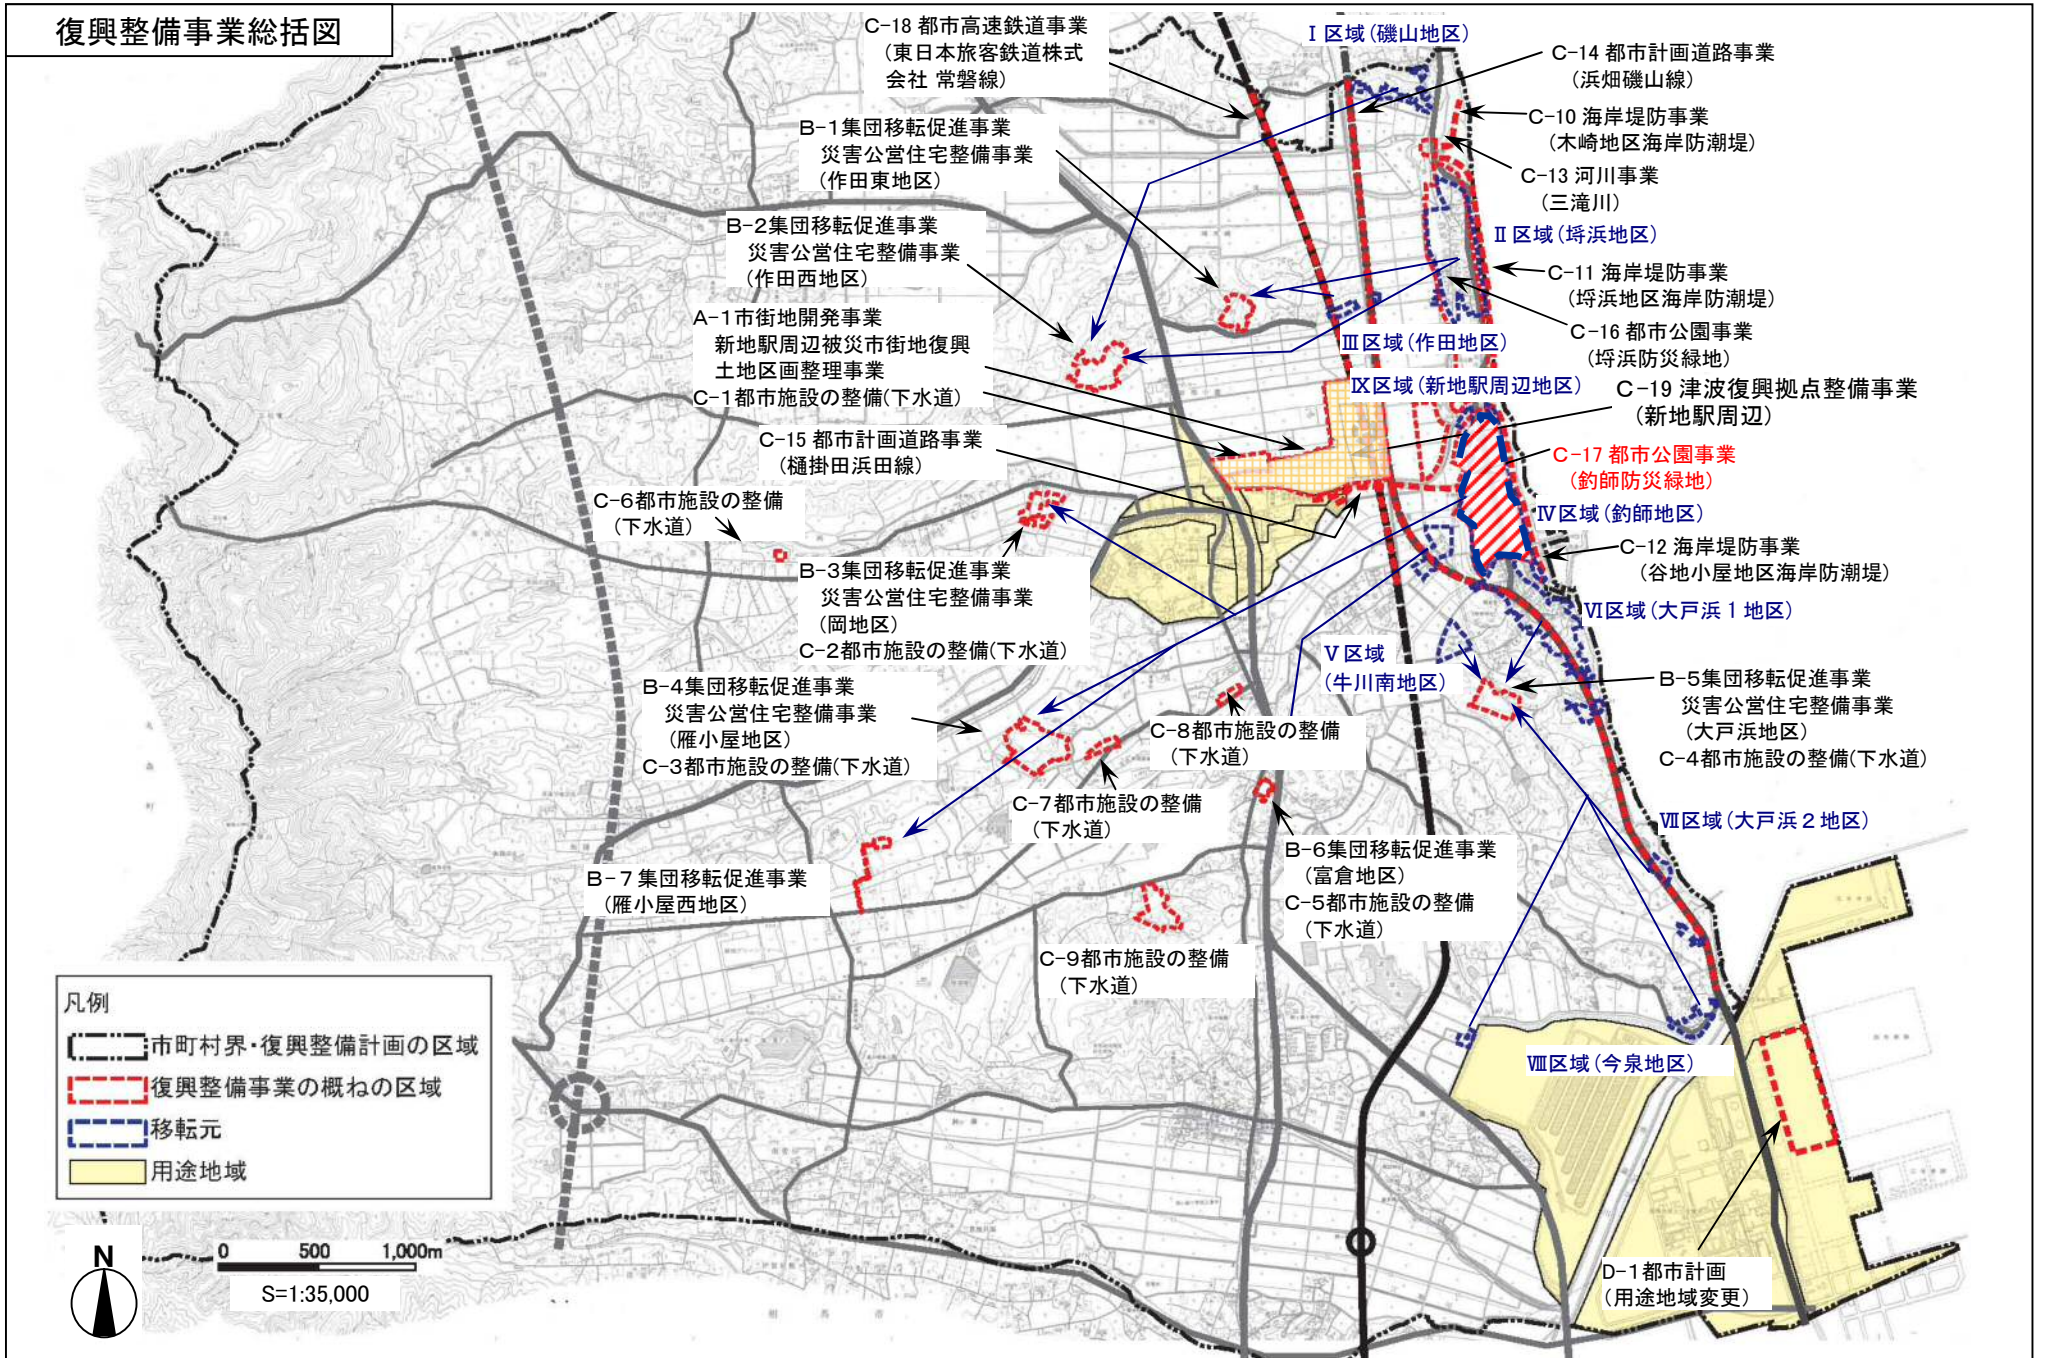 復興整備事業総括図
C-18 都市高速鉄道事業
(東日本旅客鉄道株式
会社 常磐線)
Ⅰ区域(磯山地区)
C-14 都市計画道路事業
(浜畑磯山線)
C-10 海岸堤防事業
(木崎地区海岸防潮堤)
B-1集団移転促進事業
災害公営住宅整備事業
(作田東地区)
C-13 河川事業
(三滝川)
B-2集団移転促進事業
災害公営住宅整備事業
(作田西地区)
Ⅱ区域(埓浜地区)
C-11 海岸堤防事業
(埓浜地区海岸防潮堤)
A-1市街地開発事業
新地駅周辺被災市街地復興
土地区画整理事業
C-1都市施設の整備(下水道)
C-16 都市公園事業
(埓浜防災緑地)
Ⅲ区域(作田地区)
Ⅸ区域(新地駅周辺地区)
C-19 津波復興拠点整備事業
(新地駅周辺)
C-15 都市計画道路事業
(樋掛田浜田線)
C-17 都市公園事業
(釣師防災緑地)
C-6都市施設の整備
(下水道)
Ⅳ区域(釣師地区)
C-12 海岸堤防事業
(谷地小屋地区海岸防潮堤)
B-3集団移転促進事業
災害公営住宅整備事業
(岡地区)
C-2都市施設の整備(下水道)
Ⅵ区域(大戸浜1地区)
Ⅴ区域
(牛川南地区)
B-4集団移転促進事業
災害公営住宅整備事業
(雁小屋地区)
C-3都市施設の整備(下水道)
B-5集団移転促進事業
災害公営住宅整備事業
(大戸浜地区)
C-4都市施設の整備(下水道)
C-8都市施設の整備
(下水道)
C-7都市施設の整備
(下水道)
Ⅶ区域(大戸浜2地区)
B-6集団移転促進事業
(富倉地区)
C-5都市施設の整備
(下水道)
B-7集団移転促進事業
(雁小屋西地区)
C-9都市施設の整備
(下水道)
Ⅷ区域(今泉地区)
D-1都市計画
(用途地域変更)
凡例
市町村界・復興整備計画の区域
復興整備事業の概ねの区域
移転元
用途地域
N
0 500 1,000m
S=1:35,000
相馬市